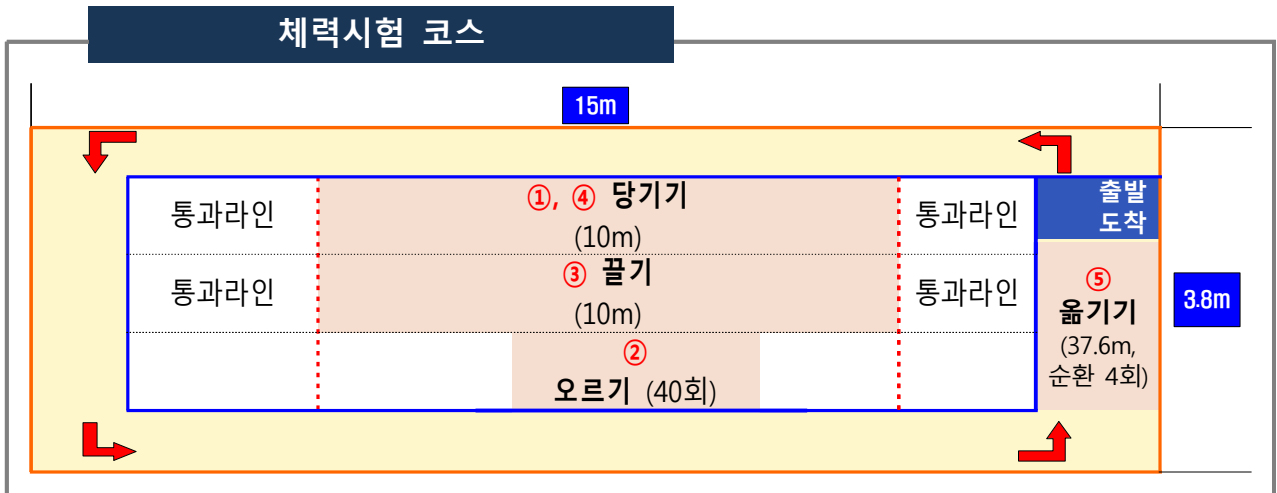 체력시험 코스
15m
통과라인
①, ④ 당기기
(10m)
통과라인
출발
도착
통과라인
③ 끌기
(10m)
통과라인
⑤
옮기기
(37.6m,
순환 4회)
3.8m
②
오르기 (40회)